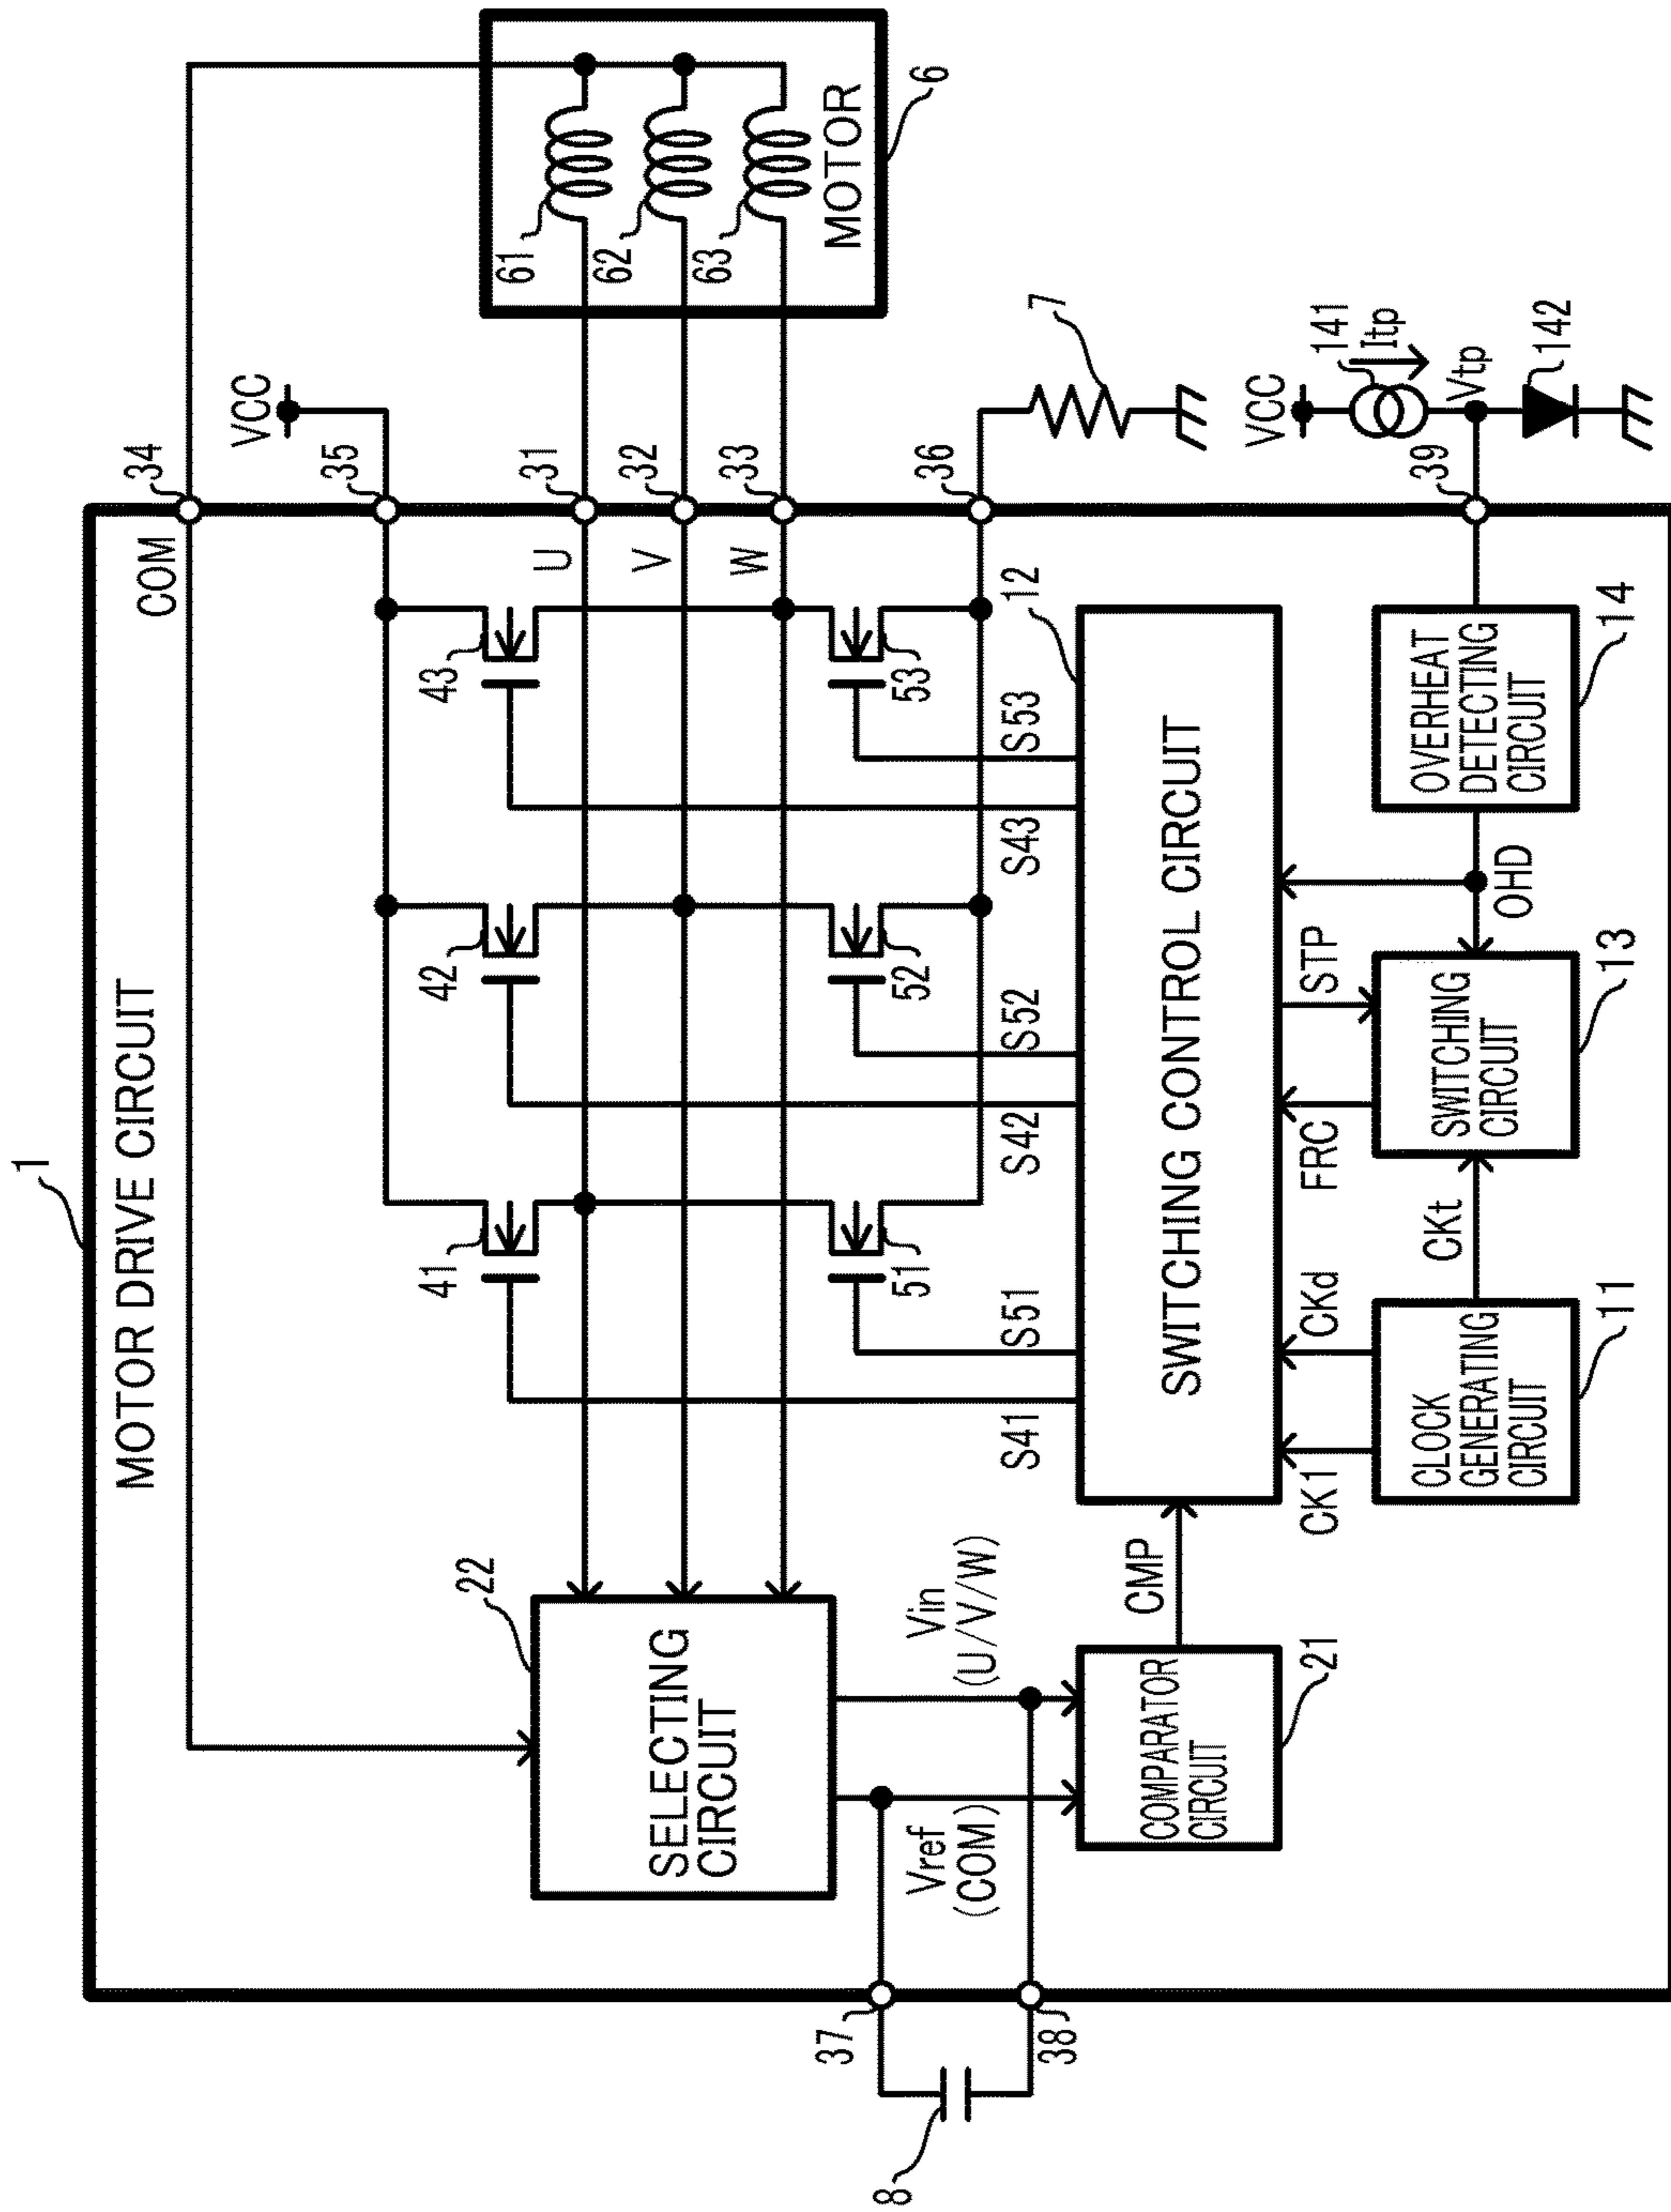 1
MOTOR DRIVE CIRCUIT
COM
34
VCC
35
U
31
V
32
W
33
36
61
62
63
MOTOR
6
7
VCC
141
Itp
Vtp
39
142
22
SELECTING
CIRCUIT
41
42
43
51
52
53
S41
S51
S42
S52
S43
S53
12
SWITCHING CONTROL CIRCUIT
37
38
8
Vref
(COM)
Vin
(U/V/W)
COMPARATOR
CIRCUIT
21
CMP
CK1
CKd
FRC
STP
CLOCK
GENERATING
CIRCUIT
11
CKt
SWITCHING
CIRCUIT
13
OHD
OVERHEAT
DETECTING
CIRCUIT
14